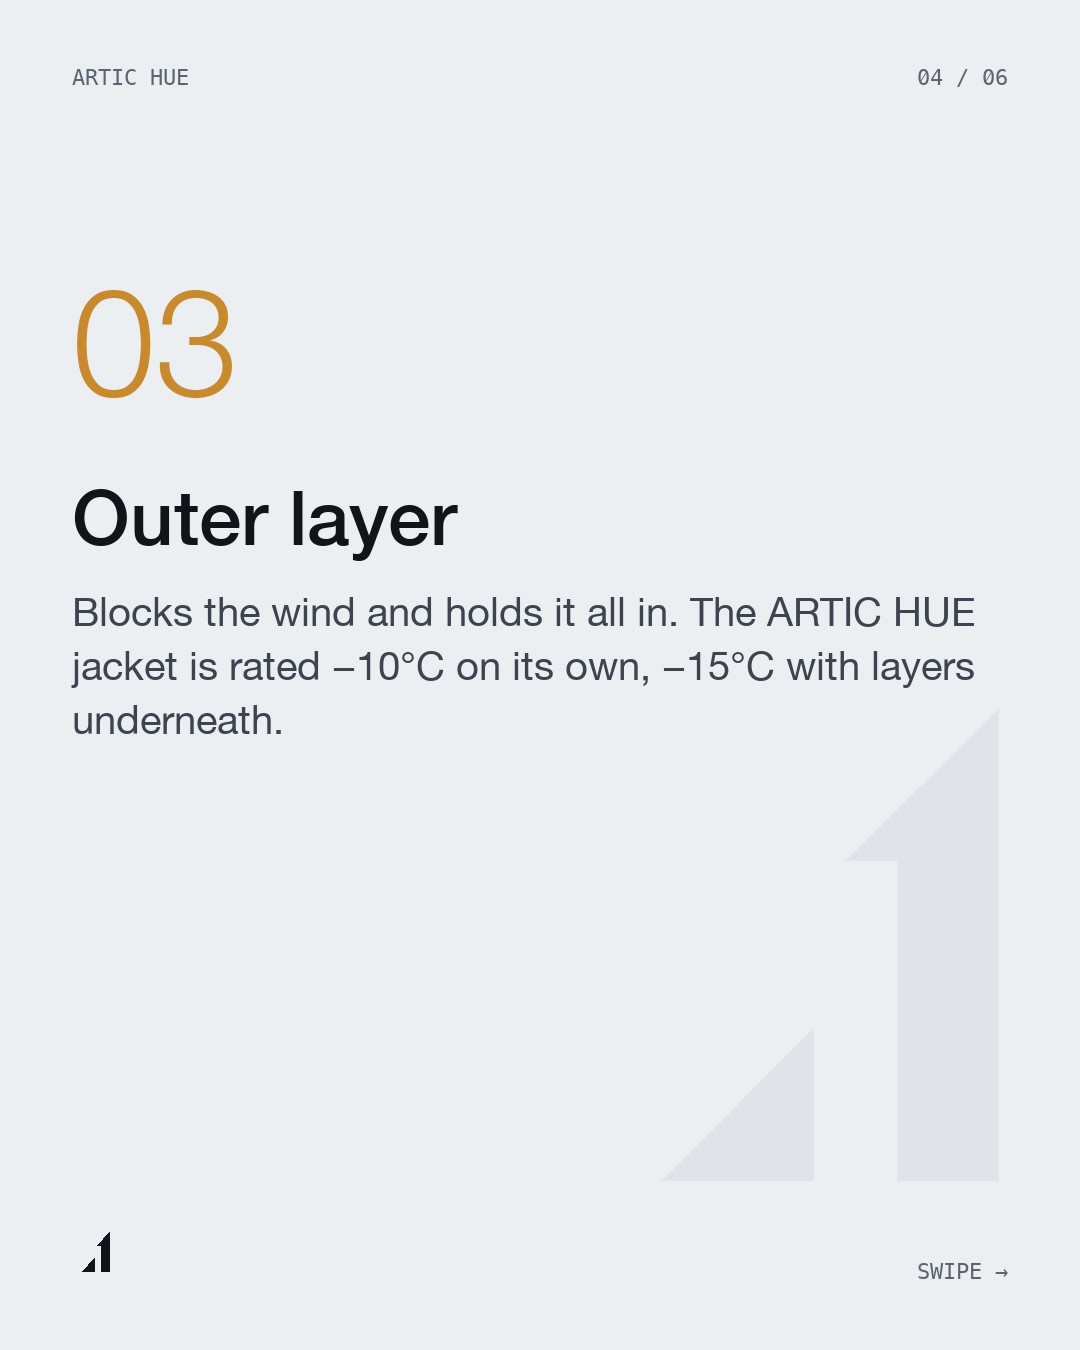 ARTIC HUE
04 / 06
03
Outer layer
Blocks the wind and holds it all in. The ARTIC HUE
jacket is rated –10°C on its own, –15°C with layers
underneath.
SWIPE →